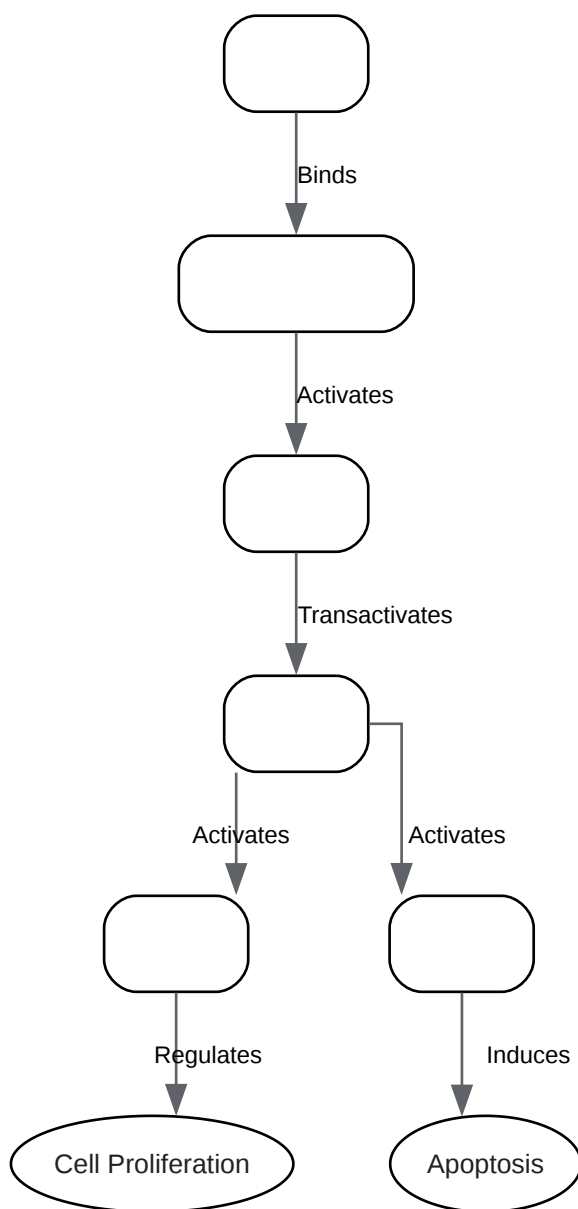 Binds
Activates
Transactivates
Activates
Activates
Regulates
Induces
Cell Proliferation
Apoptosis